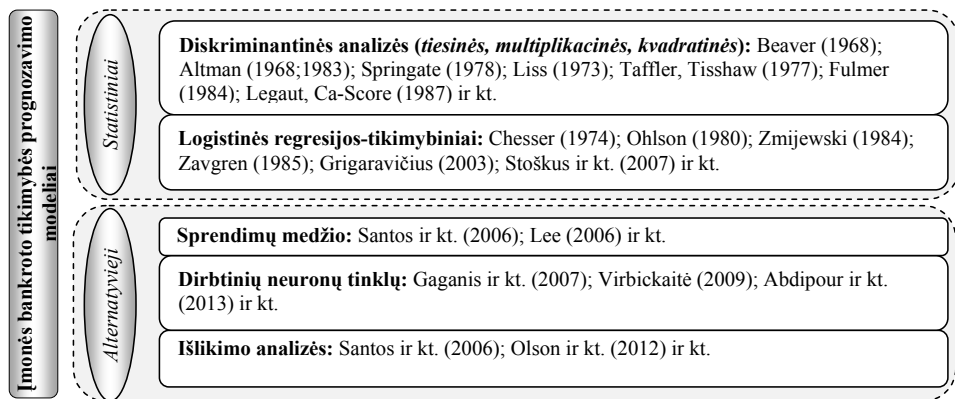 Įmonės bankroto tikimybės prognozavimo
modeliai
Statistiniai
Diskriminantinės analizės (tiesinės, multiplikacinės, kvadratinės): Beaver (1968);
Altman (1968;1983); Springate (1978); Liss (1973); Taffler, Tisshaw (1977); Fulmer
(1984); Legaut, Ca-Score (1987) ir kt.
Logistinės regresijos-tikimybiniai: Chesser (1974); Ohlson (1980); Zmijewski (1984);
Zavgren (1985); Grigaravičius (2003); Stoškus ir kt. (2007) ir kt.
Alternatyvieji
Sprendimų medžio: Santos ir kt. (2006); Lee (2006) ir kt.
Dirbtinių neuronų tinklų: Gaganis ir kt. (2007); Virbickaitė (2009); Abdipour ir kt.
(2013) ir kt.
Išlikimo analizės: Santos ir kt. (2006); Olson ir kt. (2012) ir kt.